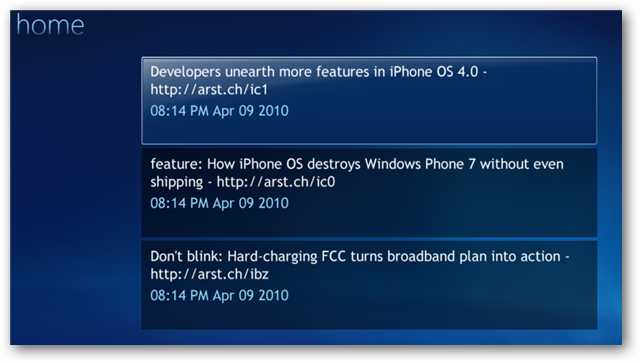 home
Developers unearth more features in iPhone OS 4.0 -
http://arst.ch/ic1
08:14 PM Apr 09 2010
feature: How iPhone OS destroys Windows Phone 7 without even
shipping - http://arst.ch/ic0
08:14 PM Apr 09 2010
Don't blink: Hard-charging FCC turns broadband plan into action -
http://arst.ch/ibz
08:14 PM Apr 09 2010